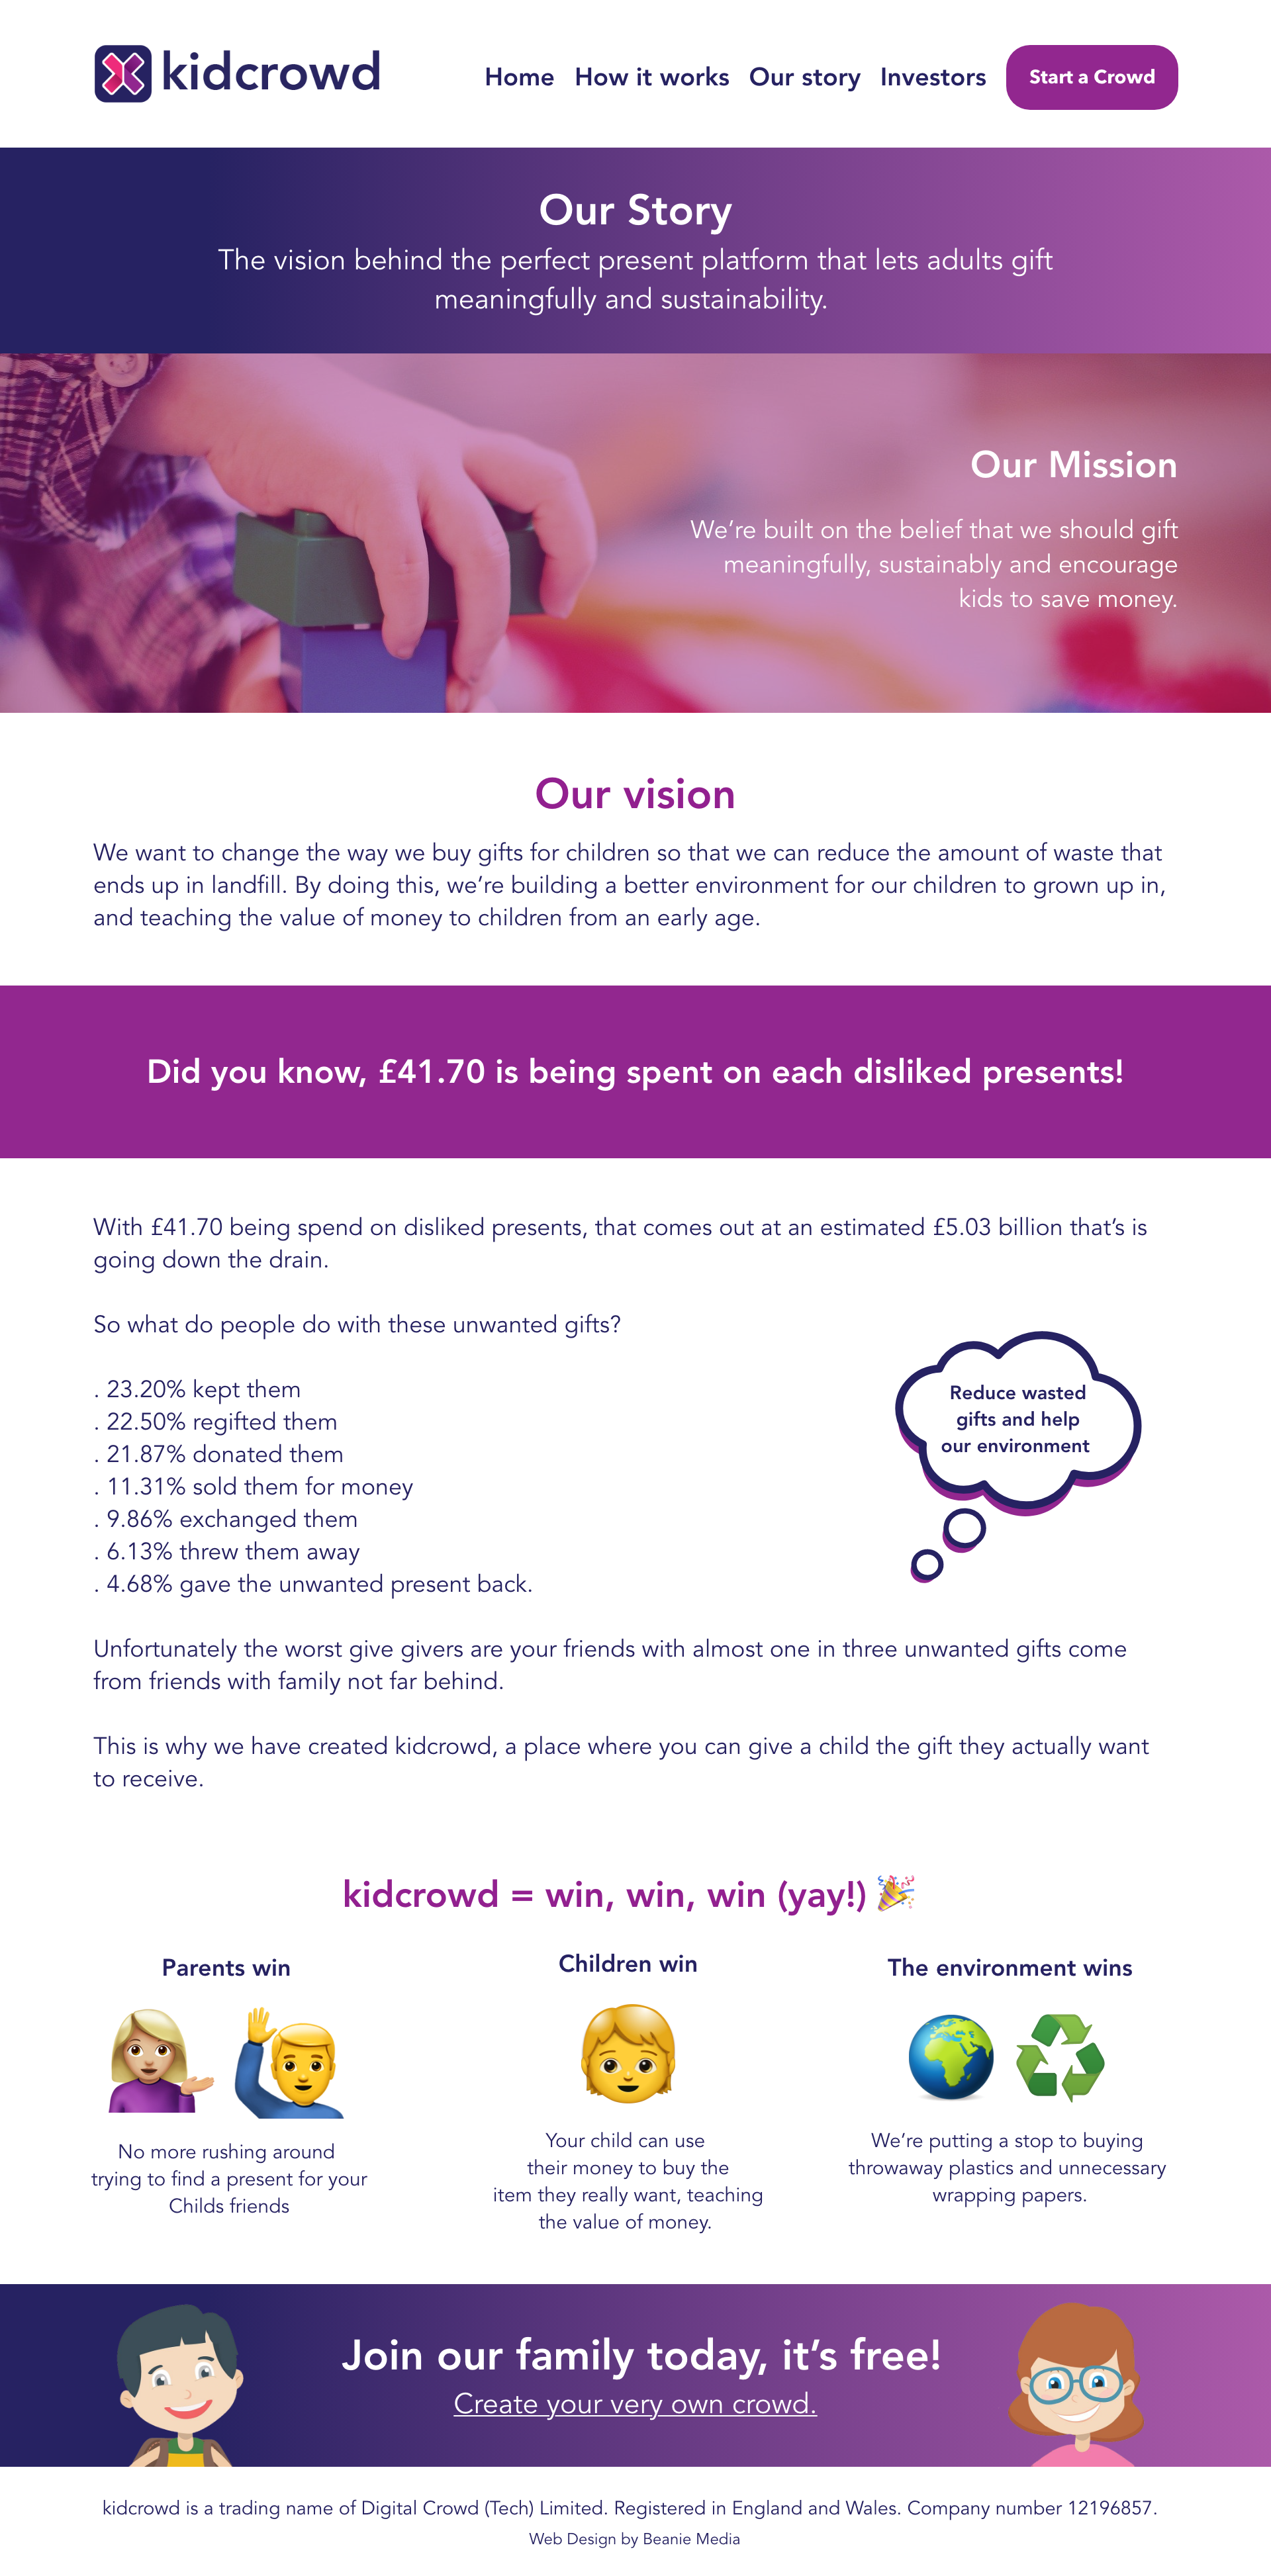 kidcrowd
Home How it works Our story Investors Start a Crowd
Our Story
The vision behind the perfect present platform that lets adults gift
meaningfully and sustainability.
Our Mission
We’re built on the belief that we should gift
meaningfully, sustainably and encourage
kids to save money.
Our vision
We want to change the way we buy gifts for children so that we can reduce the amount of waste that
ends up in landfill. By doing this, we’re building a better environment for our children to grown up in,
and teaching the value of money to children from an early age.
Did you know, £41.70 is being spent on each disliked presents!
With £41.70 being spend on disliked presents, that comes out at an estimated £5.03 billion that’s is
going down the drain.
So what do people do with these unwanted gifts?
. 23.20% kept them
. 22.50% regifted them
. 21.87% donated them
. 11.31% sold them for money
. 9.86% exchanged them
. 6.13% threw them away
. 4.68% gave the unwanted present back.
Reduce wasted
gifts and help
our environment
Unfortunately the worst give givers are your friends with almost one in three unwanted gifts come
from friends with family not far behind.
This is why we have created kidcrowd, a place where you can give a child the gift they actually want
to receive.
kidcrowd = win, win, win (yay!) 🎉
Parents win
No more rushing around
trying to find a present for your
Childs friends
Children win
Your child can use
their money to buy the
item they really want, teaching
the value of money.
The environment wins
We’re putting a stop to buying
throwaway plastics and unnecessary
wrapping papers.
Join our family today, it’s free!
Create your very own crowd.
kidcrowd is a trading name of Digital Crowd (Tech) Limited. Registered in England and Wales. Company number 12196857.
Web Design by Beanie Media